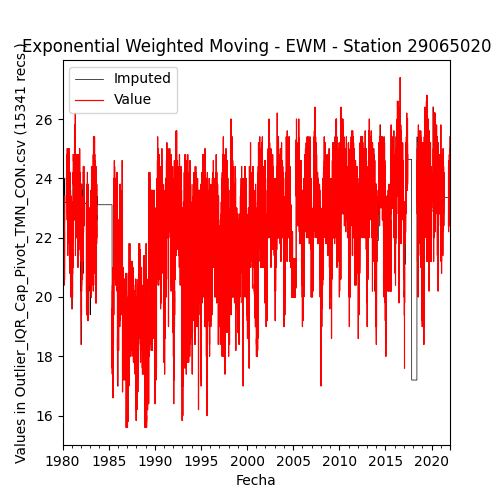 Exponential Weighted Moving - EWM - Station 29065020
Imputed
Value
Values in Outlier_IQR_Cap_Pivot_TMN_CON.csv (15341 recs.)
26
24
22
20
18
16
1980 1985 1990 1995 2000 2005 2010 2015 2020
Fecha